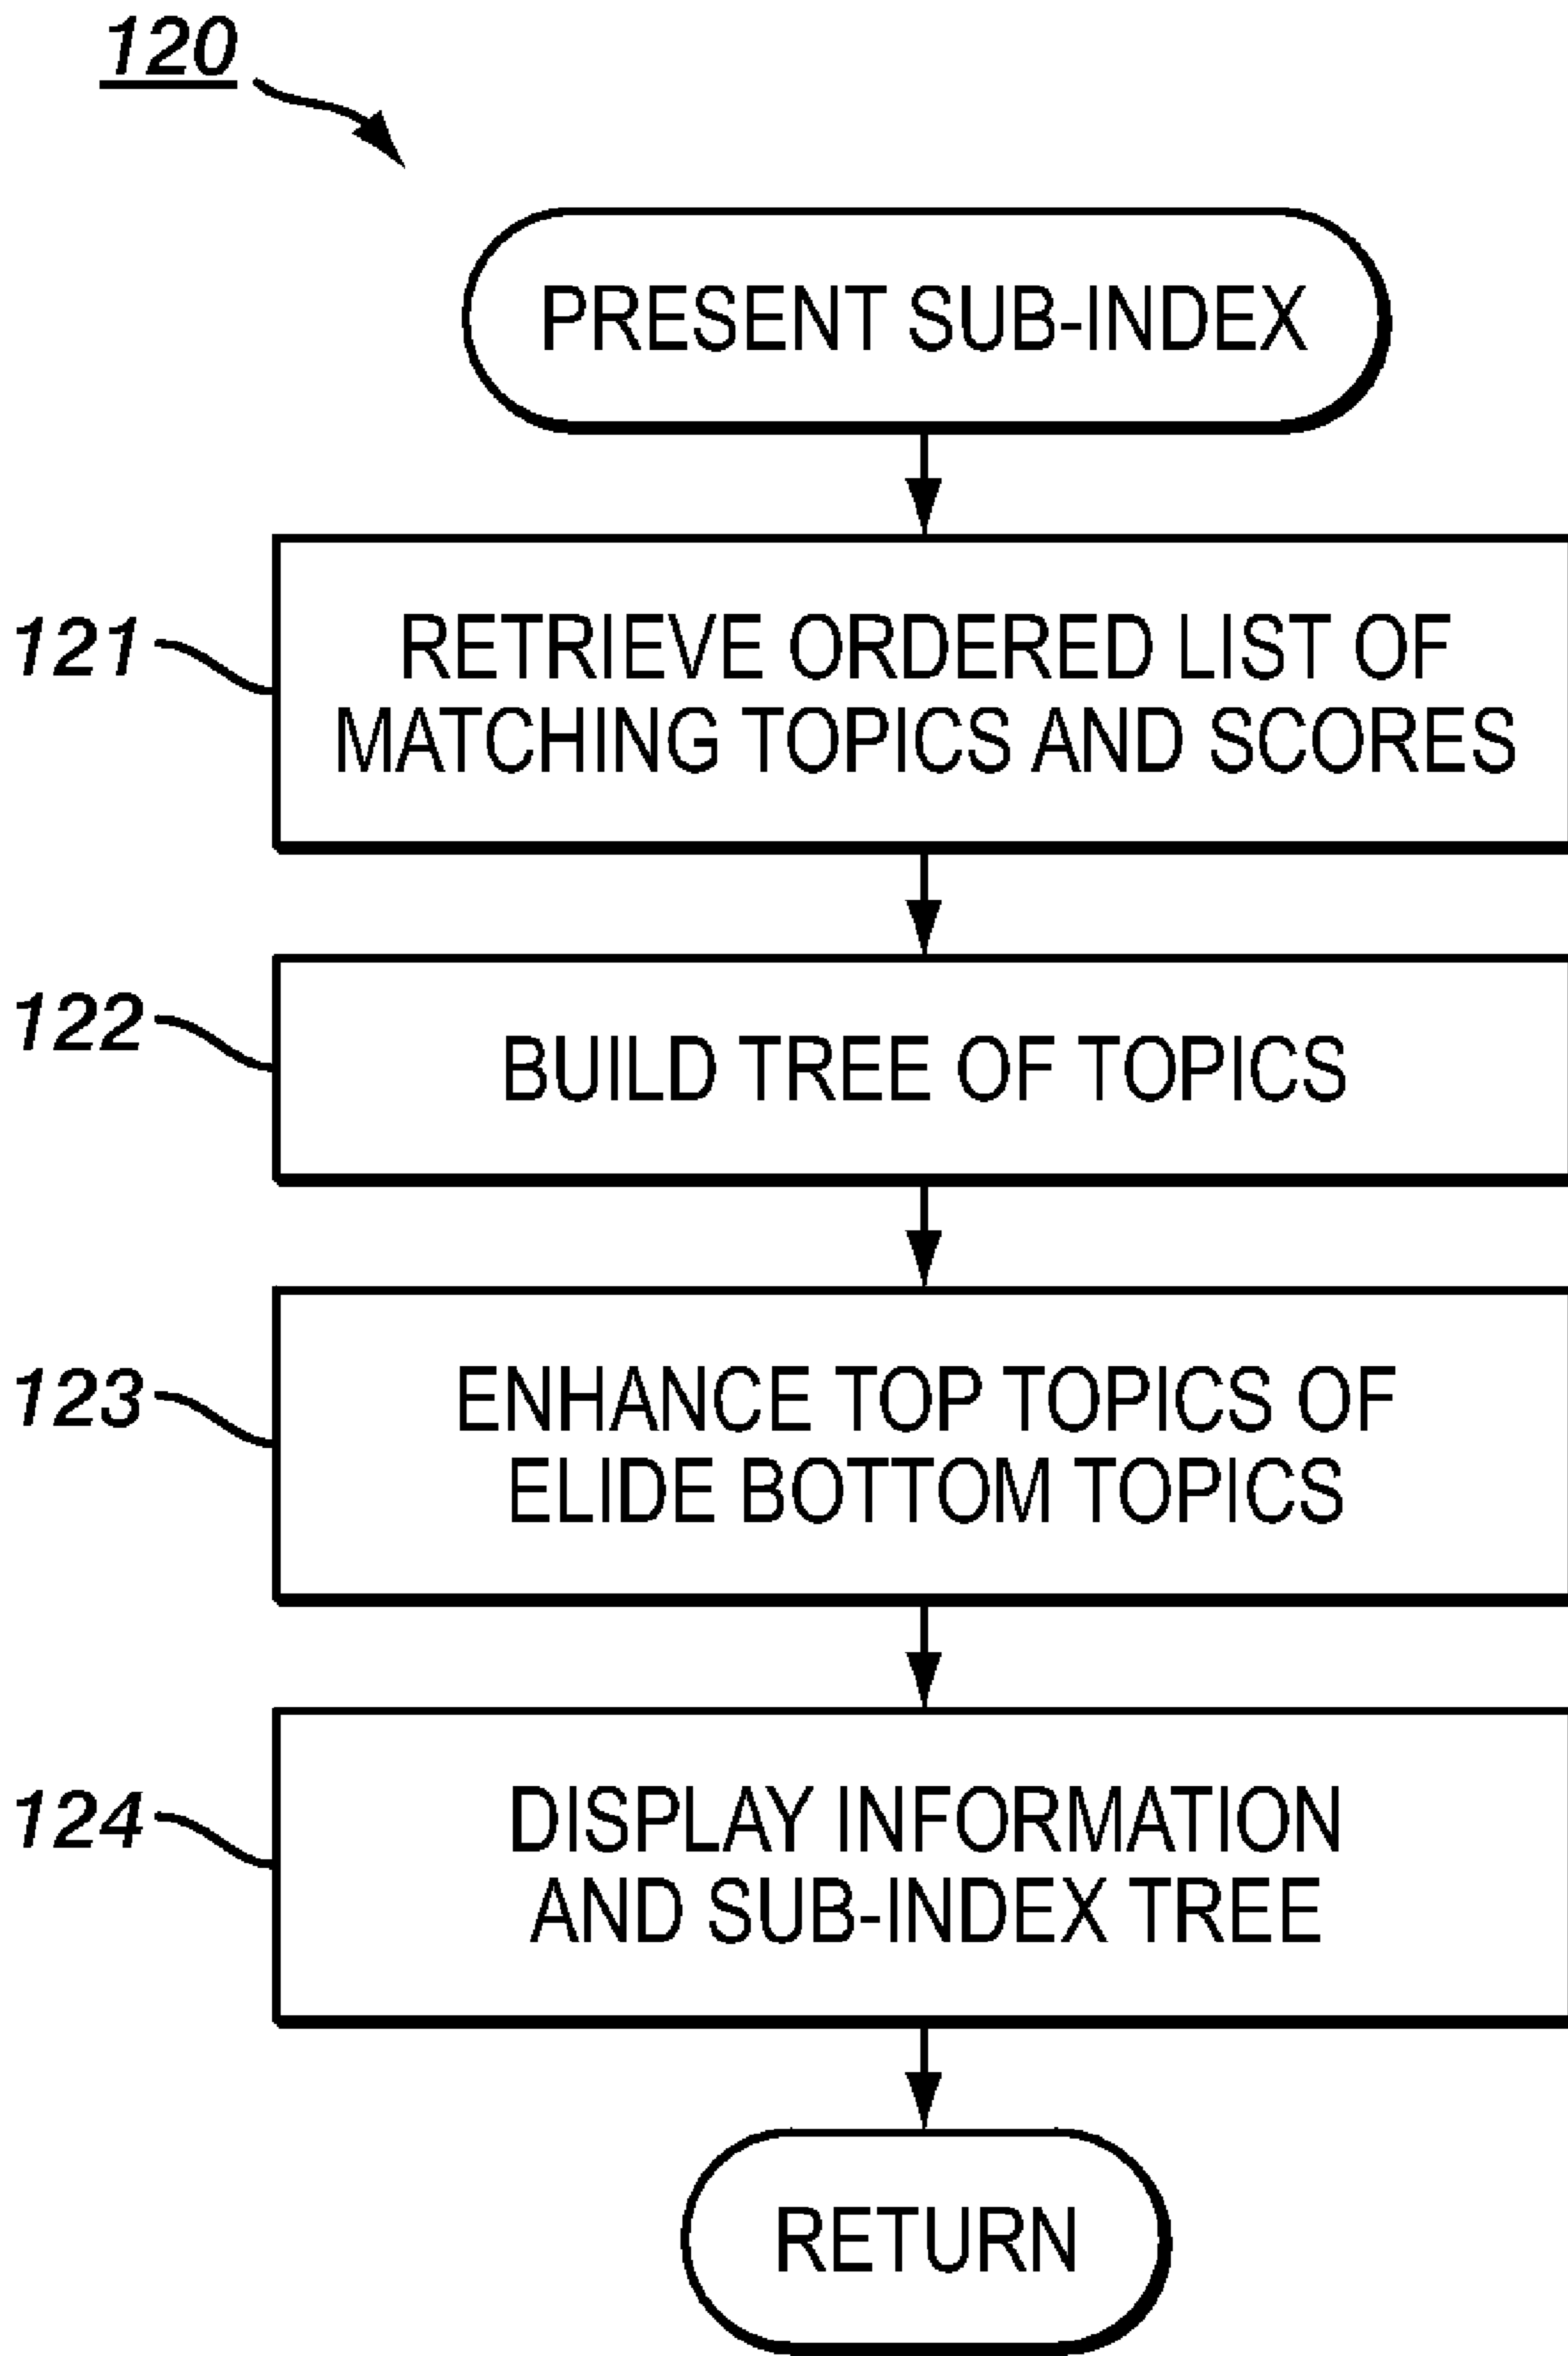 120
PRESENT SUB-INDEX
121
RETRIEVE ORDERED LIST OF
MATCHING TOPICS AND SCORES
122
BUILD TREE OF TOPICS
123
ENHANCE TOP TOPICS OF
ELIDE BOTTOM TOPICS
124
DISPLAY INFORMATION
AND SUB-INDEX TREE
RETURN